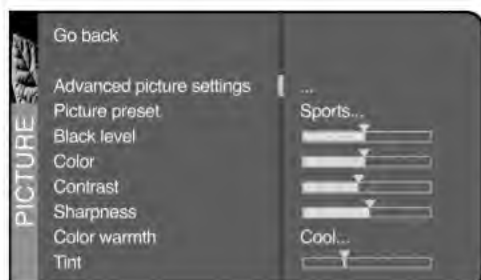 PICTURE
Go back
Advanced picture settings ...
Picture preset Sports...
Black level
Color
Contrast
Sharpness
Color warmth Cool...
Tint